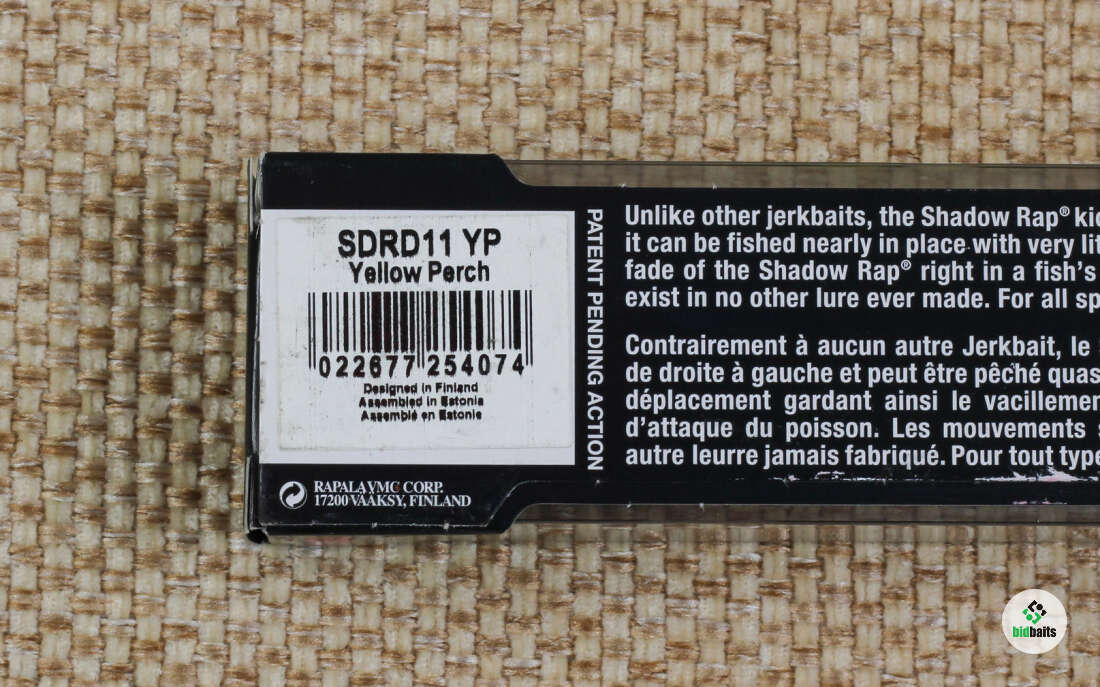 SDRD11 YP
Yellow Perch
022677 254074
Designed in Finland
Assembled in Estonia
Assemblé en Estonie
RAPALA VMC CORP.
17200 VÄÄKSY, FINLAND
PATENT PENDING ACTION
Unlike other jerkbaits, the Shadow Rap®
it can be fished nearly in place with very
fade of the Shadow Rap® right in a fish's
exist in no other lure ever made. For all
Contrairement à aucun autre Jerkbait, le
de droite à gauche et peut être pêché
déplacement gardant ainsi le
d'attaque du poisson. Les mouvements
autre leurre jamais fabriqué. Pour tout type
bidbaits